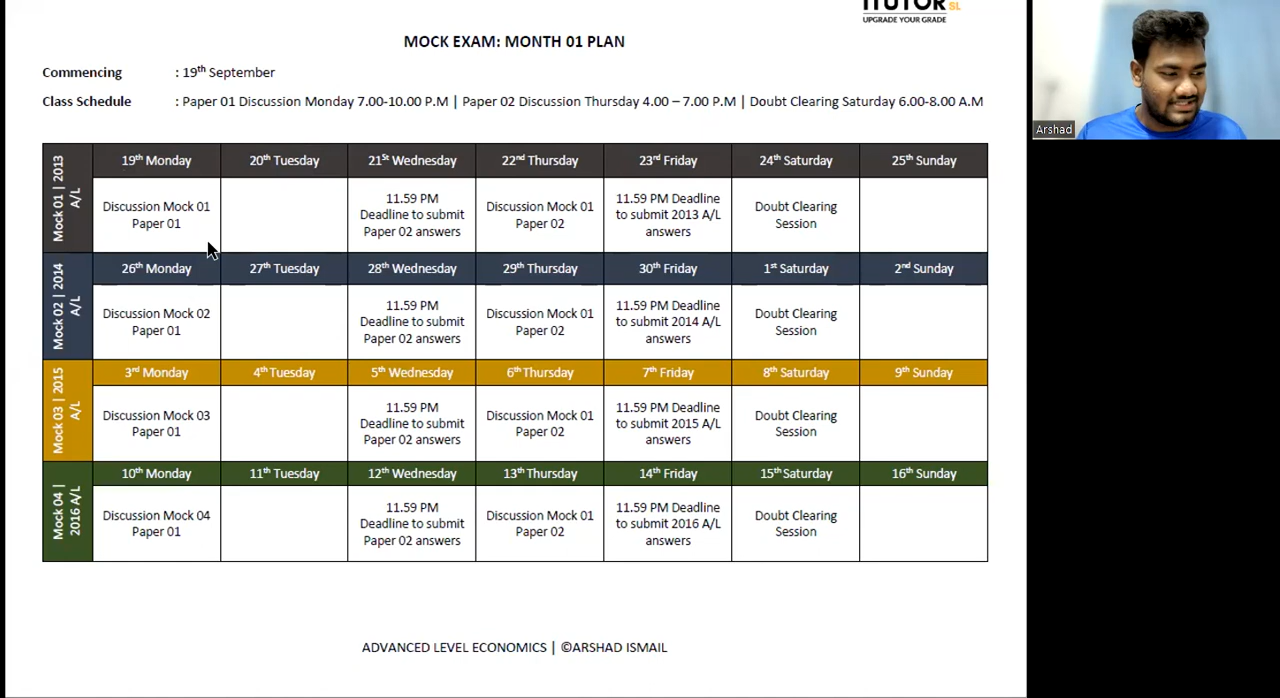 iTUTOR SL
UPGRADE YOUR GRADE
Arshad
MOCK EXAM: MONTH 01 PLAN
Commencing : 19th September
Class Schedule : Paper 01 Discussion Monday 7.00-10.00 P.M | Paper 02 Discussion Thursday 4.00 – 7.00 P.M | Doubt Clearing Saturday 6.00-8.00 A.M
Mock 01 | 2013
A/L
19th Monday
20th Tuesday
21St Wednesday
22nd Thursday
23rd Friday
24th Saturday
25th Sunday
Discussion Mock 01
Paper 01
11.59 PM
Deadline to submit
Paper 02 answers
Discussion Mock 01
Paper 02
11.59 PM Deadline
to submit 2013 A/L
answers
Doubt Clearing
Session
Mock 02 | 2014
A/L
26th Monday
27th Tuesday
28th Wednesday
29th Thursday
30th Friday
1st Saturday
2nd Sunday
Discussion Mock 02
Paper 01
11.59 PM
Deadline to submit
Paper 02 answers
Discussion Mock 01
Paper 02
11.59 PM Deadline
to submit 2014 A/L
answers
Doubt Clearing
Session
Mock 03 | 2015
A/L
3rd Monday
4th Tuesday
5th Wednesday
6th Thursday
7th Friday
8th Saturday
9th Sunday
Discussion Mock 03
Paper 01
11.59 PM
Deadline to submit
Paper 02 answers
Discussion Mock 01
Paper 02
11.59 PM Deadline
to submit 2015 A/L
answers
Doubt Clearing
Session
Mock 04 |
2016 A/L
10th Monday
11th Tuesday
12th Wednesday
13th Thursday
14th Friday
15th Saturday
16th Sunday
Discussion Mock 04
Paper 01
11.59 PM
Deadline to submit
Paper 02 answers
Discussion Mock 01
Paper 02
11.59 PM Deadline
to submit 2016 A/L
answers
Doubt Clearing
Session
ADVANCED LEVEL ECONOMICS | ©ARSHAD ISMAIL